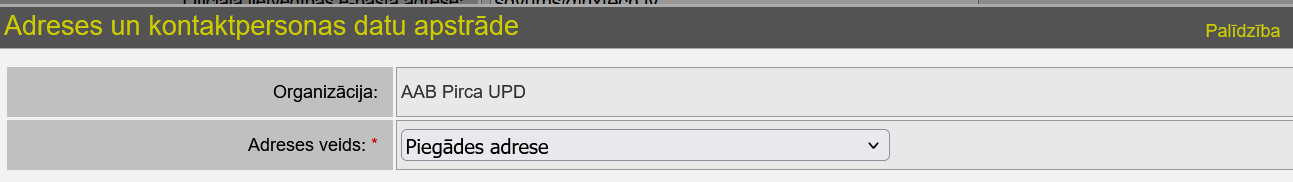 Adreses un kontaktpersonas datu apstrāde
Palīdzība
Organizācija: AAB Pirca UPD
Adreses veids: * Piegādes adrese